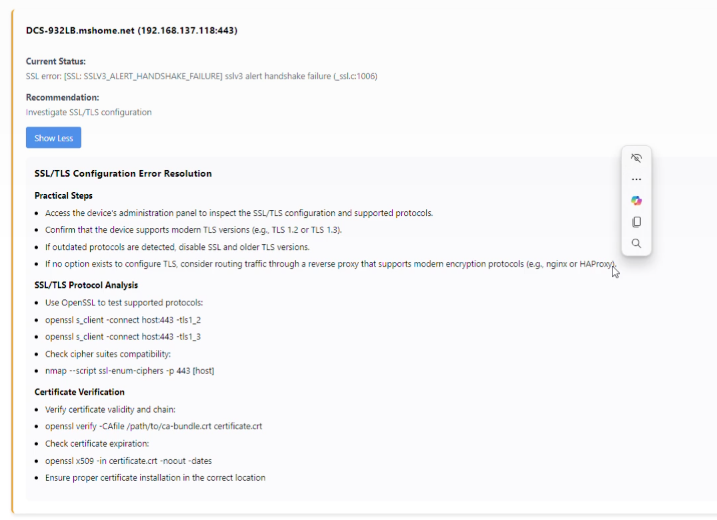 DCS-932LB.mshome.net (192.168.137.118:443)
Current Status:
SSL error: [SSL: SSLV3_ALERT_HANDSHAKE_FAILURE] sslv3 alert handshake failure (_ssl.c:1006)
Recommendation:
Investigate SSL/TLS configuration
Show Less
SSL/TLS Configuration Error Resolution
Practical Steps
• Access the device's administration panel to inspect the SSL/TLS configuration and supported protocols.
• Confirm that the device supports modern TLS versions (e.g., TLS 1.2 or TLS 1.3).
• If outdated protocols are detected, disable SSL and older TLS versions.
• If no option exists to configure TLS, consider routing traffic through a reverse proxy that supports modern encryption protocols (e.g., nginx or HAProxy).
SSL/TLS Protocol Analysis
• Use OpenSSL to test supported protocols:
• openssl s_client -connect host:443 -tls1_2
• openssl s_client -connect host:443 -tls1_3
• Check cipher suites compatibility:
• nmap --script ssl-enum-ciphers -p 443 [host]
Certificate Verification
• Verify certificate validity and chain:
• openssl verify -CAfile /path/to/ca-bundle.crt certificate.crt
• Check certificate expiration:
• openssl x509 -in certificate.crt -noout -dates
• Ensure proper certificate installation in the correct location